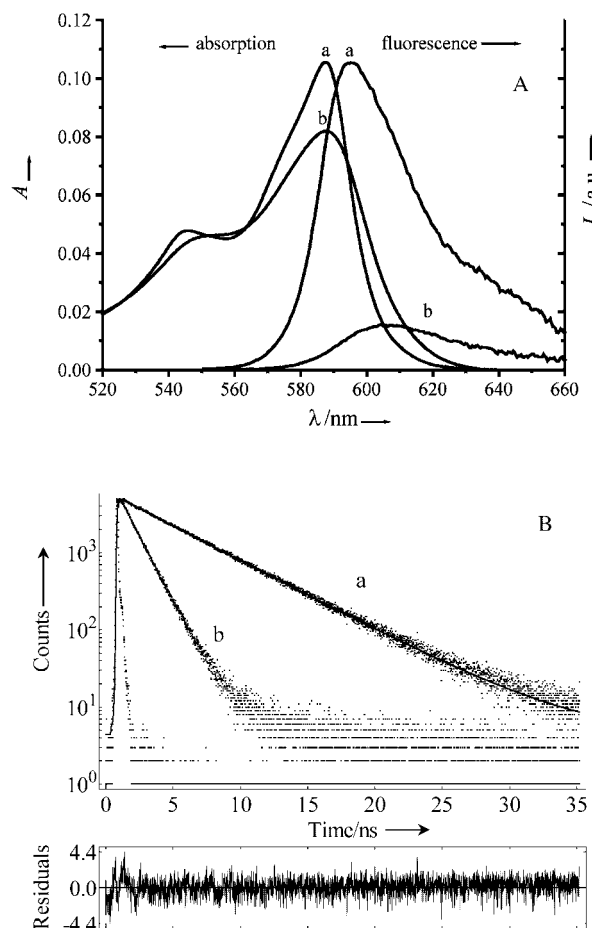 0.12
0.10
0.08
0.06
0.04
0.02
0.00
A
absorption
fluorescence
a
a
A
b
b
520
540
560
580
600
620
640
660
λ/nm
B
10³
10²
10¹
10⁰
Counts
a
b
0
5
10
15
20
25
30
35
Time/ns
4.4
0.0
-4.4
Residuals